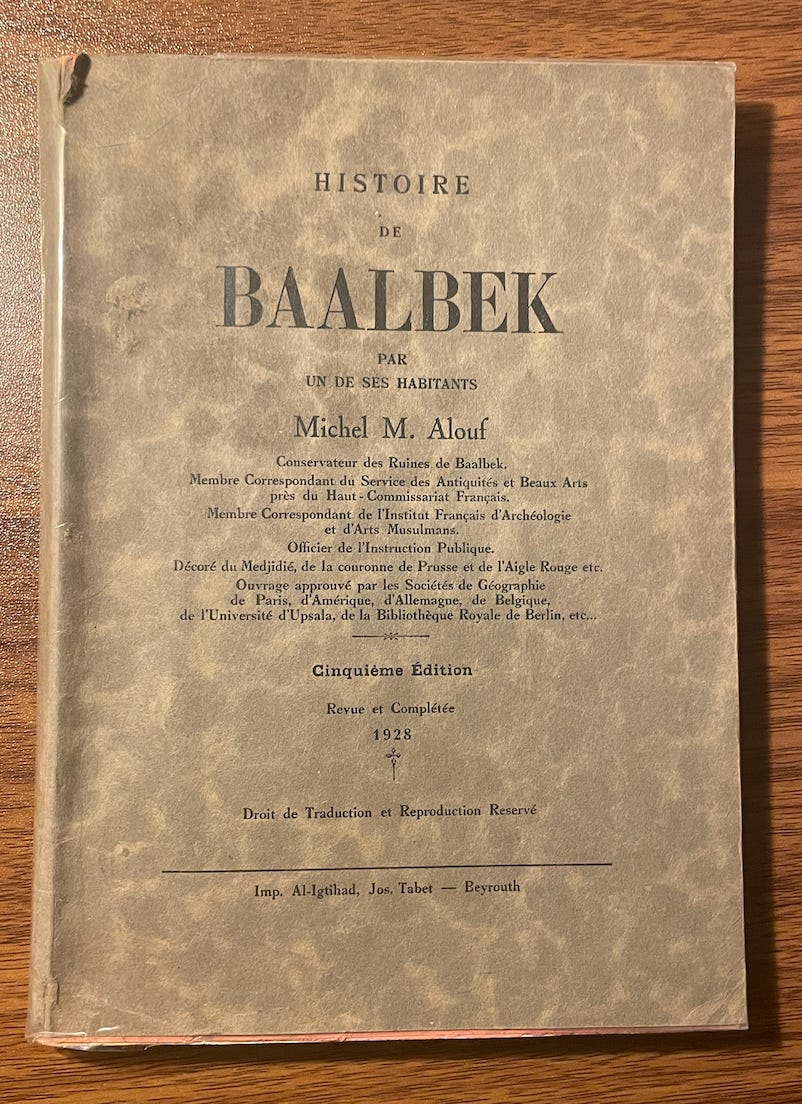 HISTOIRE
DE
BAALBEK
PAR
UN DE SES HABITANTS
Michel M. Alouf
Conservateur des Ruines de Baalbek.
Membre Correspondant du Service des Antiquités et Beaux Arts
près du Haut-Commissariat Français.
Membre Correspondant de l'Institut Français d'Archéologie
et d'Arts Musulmans.
Officier de l'Instruction Publique.
Décoré du Medjidié, de la couronne de Prusse et de l'Aigle Rouge etc.
Ouvrage approuvé par les Sociétés de Géographie
de Paris, d'Amérique, d'Allemagne, de Belgique,
de l'Université d'Upsala, de la Bibliothèque Royale de Berlin, etc...
Cinquième Édition
Revue et Complétée
1928
Droit de Traduction et Reproduction Reservé
Imp. Al-Igtihad, Jos. Tabet — Beyrouth